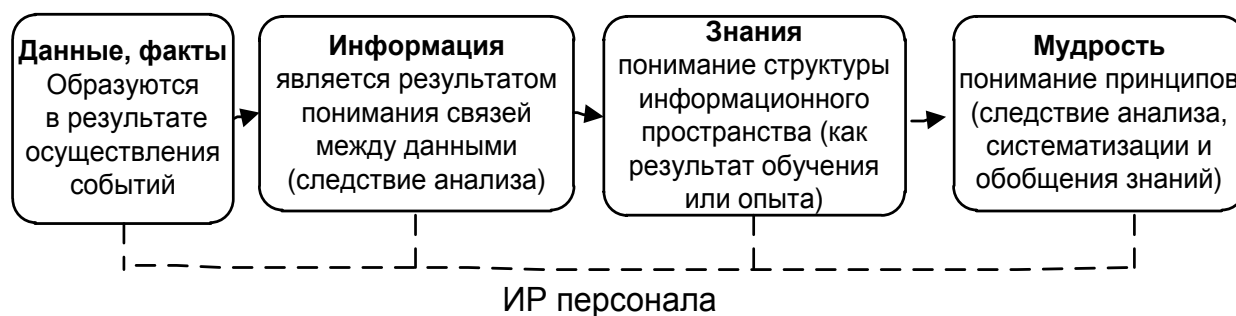 Данные, факты
Образуются
в результате
осуществления
событий
Информация
является результатом
понимания связей
между данными
(следствие анализа)
Знания
понимание структуры
информационного
пространства (как
результат обучения
или опыта)
Мудрость
понимание принципов
(следствие анализа,
систематизации и
обобщения знаний)
ИР персонала